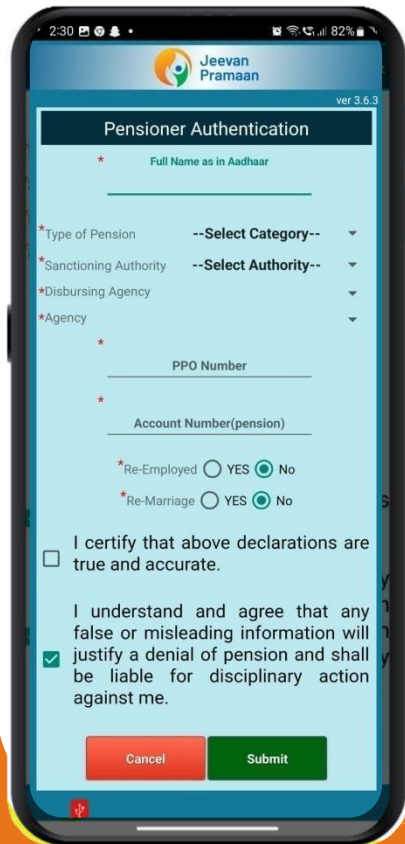 2:30 82%
Jeevan
Pramaan
ver 3.6.3
Pensioner Authentication
* Full Name as in Aadhaar
*Type of Pension --Select Category--
*Sanctioning Authority --Select Authority--
*Disbursing Agency
*Agency
*
PPO Number
*
Account Number(pension)
*Re-Employed YES No
*Re-Marriage YES No
I certify that above declarations are
true and accurate.
I understand and agree that any
false or misleading information will
justify a denial of pension and shall
be liable for disciplinary action
against me.
Cancel Submit